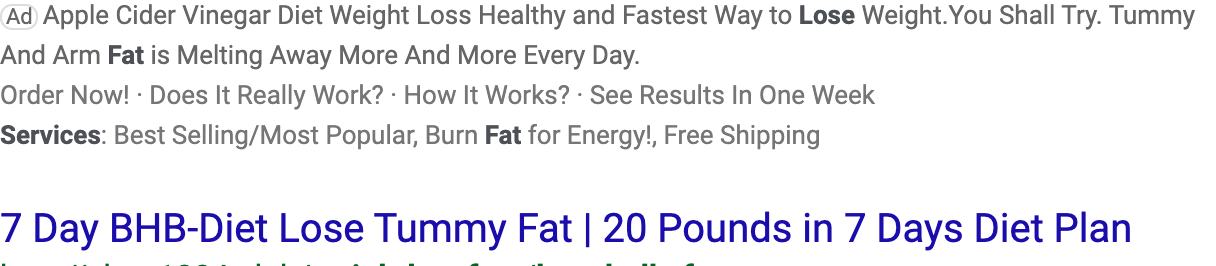 Ad Apple Cider Vinegar Diet Weight Loss Healthy and Fastest Way to Lose Weight.You Shall Try. Tummy
And Arm Fat is Melting Away More And More Every Day.
Order Now! · Does It Really Work? · How It Works? · See Results In One Week
Services: Best Selling/Most Popular, Burn Fat for Energy!, Free Shipping
7 Day BHB-Diet Lose Tummy Fat | 20 Pounds in 7 Days Diet Plan